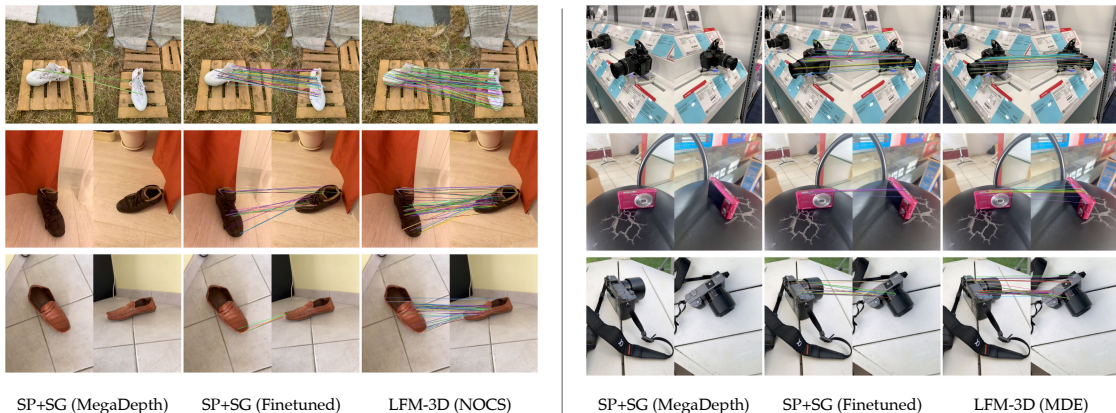 SP+SG (MegaDepth) SP+SG (Finetuned) LFM-3D (NOCS)
SP+SG (MegaDepth) SP+SG (Finetuned) LFM-3D (MDE)